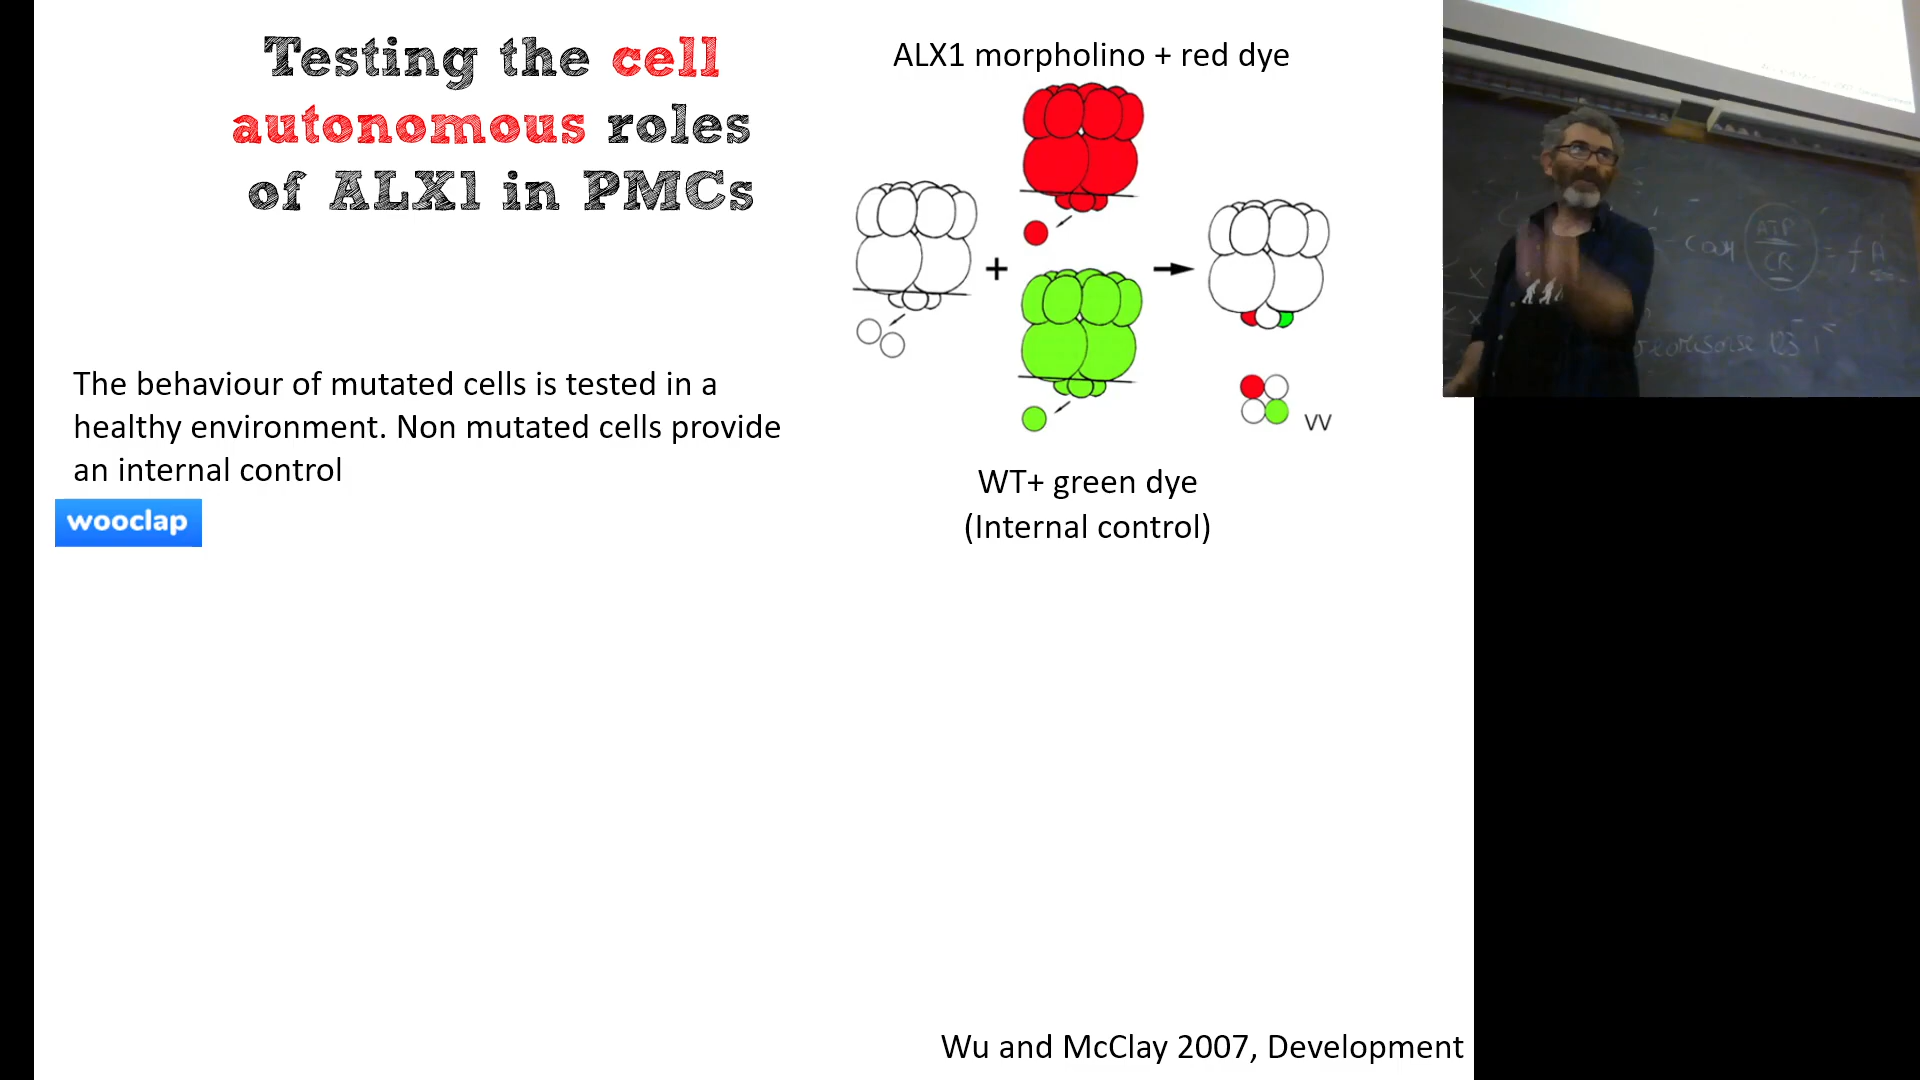 Testing the cell
autonomous roles
of ALX1 in PMCs
ALX1 morpholino + red dye
+
VV
WT+ green dye
(Internal control)
The behaviour of mutated cells is tested in a
healthy environment. Non mutated cells provide
an internal control
wooclap
Wu and McClay 2007, Development
ATP
CR